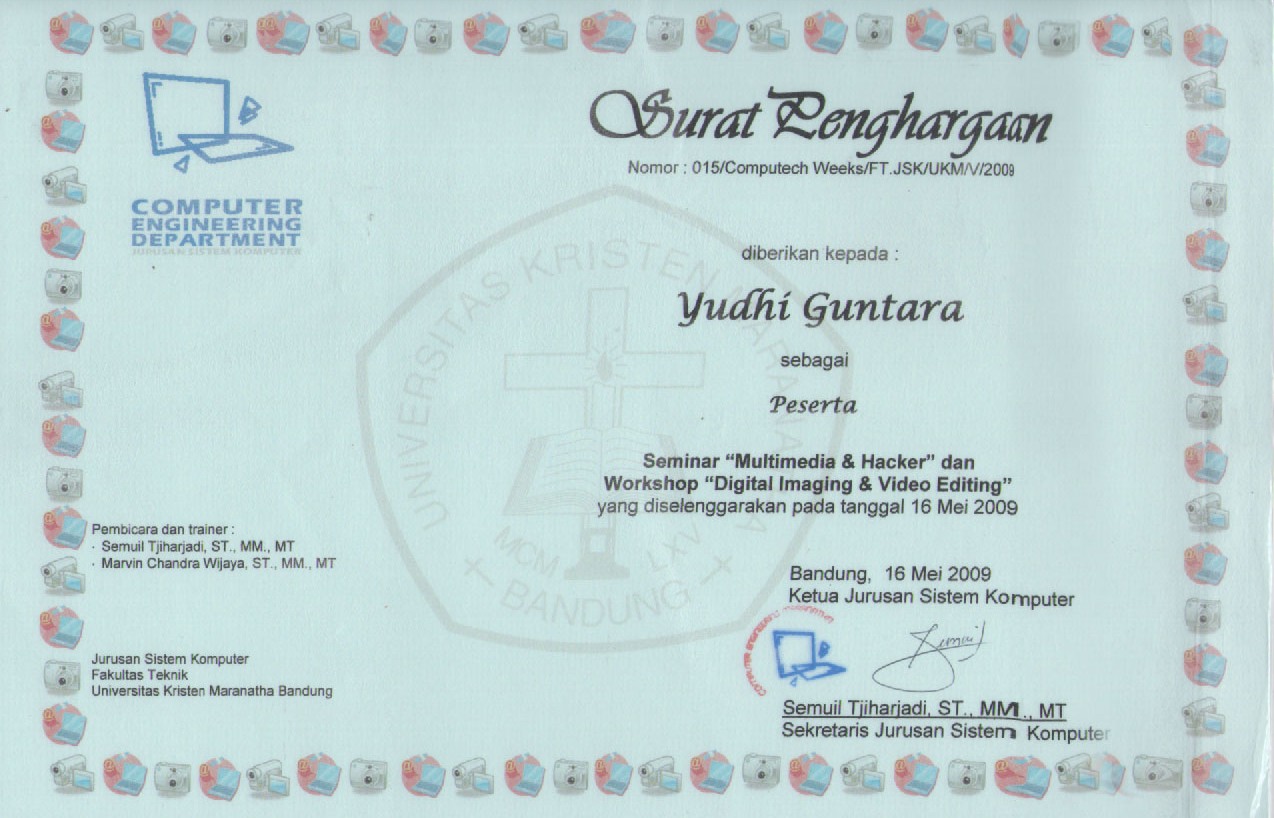 COMPUTER
ENGINEERING
DEPARTMENT
JURUSAN SISTEM KOMPUTER
Surat Penghargaan
Nomor : 015/Computech Weeks/FT.JSK/UKM/V/2009
diberikan kepada :
Yudhi Guntara
sebagai
Peserta
Seminar “Multimedia & Hacker” dan
Workshop “Digital Imaging & Video Editing”
yang diselenggarakan pada tanggal 16 Mei 2009
UNIVERSITAS KRISTEN MARANATHA
MCM LXV
BANDUNG
Pembicara dan trainer :
· Semuil Tjiharjadi, ST., MM., MT
· Marvin Chandra Wijaya, ST., MM., MT
Jurusan Sistem Komputer
Fakultas Teknik
Universitas Kristen Maranatha Bandung
Bandung, 16 Mei 2009
Ketua Jurusan Sistem Komputer
COMPUTER ENGINEERING DEPARTMENT
Semuil Tjiharjadi, ST., MM., MT
Sekretaris Jurusan Sistem Komputer